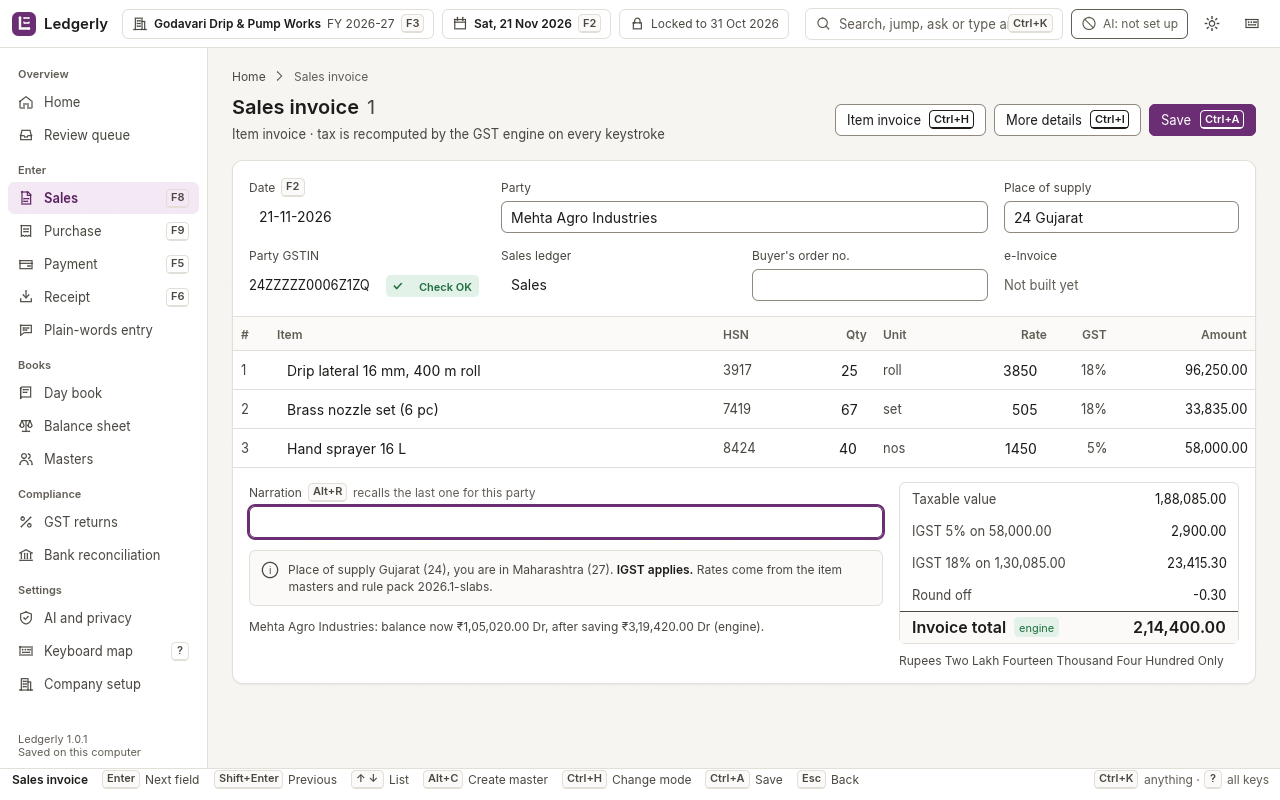 Ledgerly
Godavari Drip & Pump Works FY 2026-27 F3
Sat, 21 Nov 2026 F2
Locked to 31 Oct 2026
Search, jump, ask or type a Ctrl+K
AI: not set up
Overview
Home
Review queue
Enter
Sales F8
Purchase F9
Payment F5
Receipt F6
Plain-words entry
Books
Day book
Balance sheet
Masters
Compliance
GST returns
Bank reconciliation
Settings
AI and privacy
Keyboard map ?
Company setup
Ledgerly 1.0.1
Saved on this computer
Home Sales invoice
Sales invoice 1
Item invoice · tax is recomputed by the GST engine on every keystroke
Item invoice Ctrl+H
More details Ctrl+I
Save Ctrl+A
Date F2 Party Place of supply
21-11-2026 Mehta Agro Industries 24 Gujarat
Party GSTIN Sales ledger Buyer's order no. e-Invoice
24ZZZZZ0006Z1ZQ Check OK Sales Not built yet
# Item HSN Qty Unit Rate GST Amount
1 Drip lateral 16 mm, 400 m roll 3917 25 roll 3850 18% 96,250.00
2 Brass nozzle set (6 pc) 7419 67 set 505 18% 33,835.00
3 Hand sprayer 16 L 8424 40 nos 1450 5% 58,000.00
Narration Alt+R recalls the last one for this party
Place of supply Gujarat (24), you are in Maharashtra (27). IGST applies. Rates come from the item
masters and rule pack 2026.1-slabs.
Mehta Agro Industries: balance now ₹1,05,020.00 Dr, after saving ₹3,19,420.00 Dr (engine).
Taxable value 1,88,085.00
IGST 5% on 58,000.00 2,900.00
IGST 18% on 1,30,085.00 23,415.30
Round off -0.30
Invoice total engine 2,14,400.00
Rupees Two Lakh Fourteen Thousand Four Hundred Only
Sales invoice Enter Next field Shift+Enter Previous ↑ ↓ List Alt+C Create master Ctrl+H Change mode Ctrl+A Save Esc Back Ctrl+K anything · ? all keys